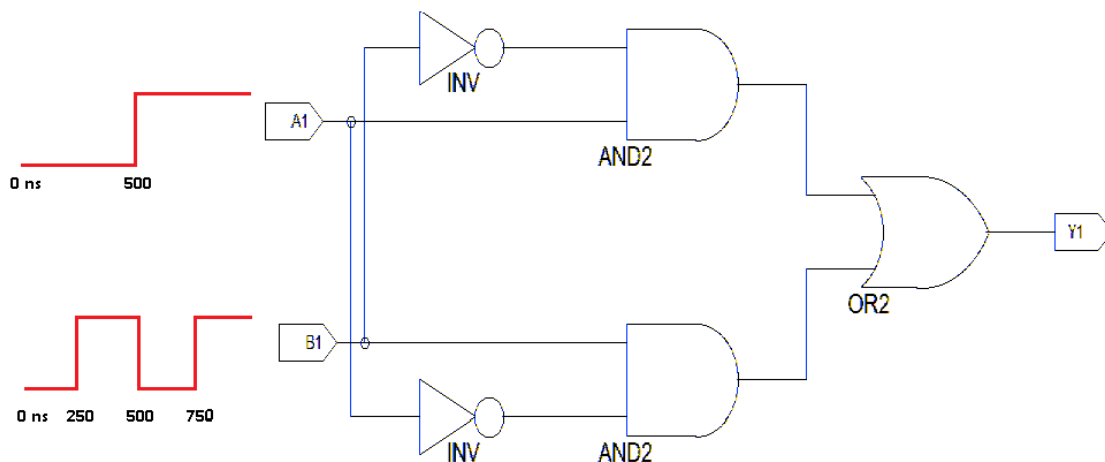 INV
A1
0 ns 500
AND2
Y1
OR2
B1
0 ns 250 500 750
INV
AND2